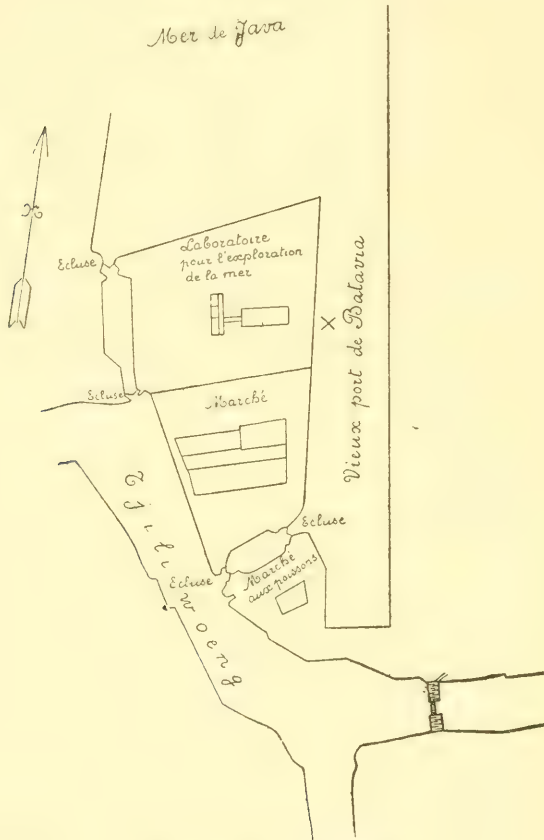 Mer de Java
Ecluse
Laboratoire
pour l'exploration
de la mer
X
Vieux port de Batavia
Ecluse
Marché
Tjiliwoeng
Ecluse
Ecluse
Marché
aux poissons